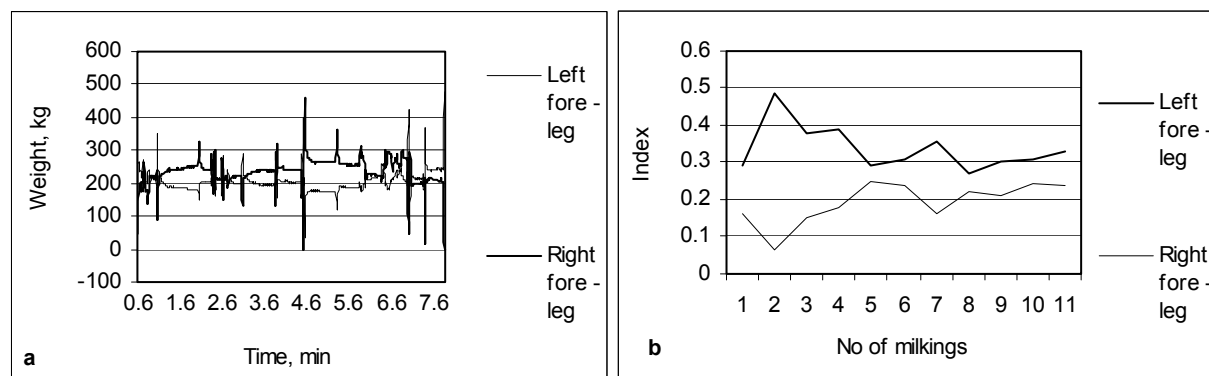 600
500
400
300
200
100
0
-100
Weight, kg
0.6 1.6 2.6 3.6 4.6 5.6 6.6 7.6
Time, min
Left
fore -
leg
Right
fore -
leg
a
0.6
0.5
0.4
0.3
0.2
0.1
0
Index
1 2 3 4 5 6 7 8 9 10 11
No of milkings
Left
fore -
leg
Right
fore -
leg
b